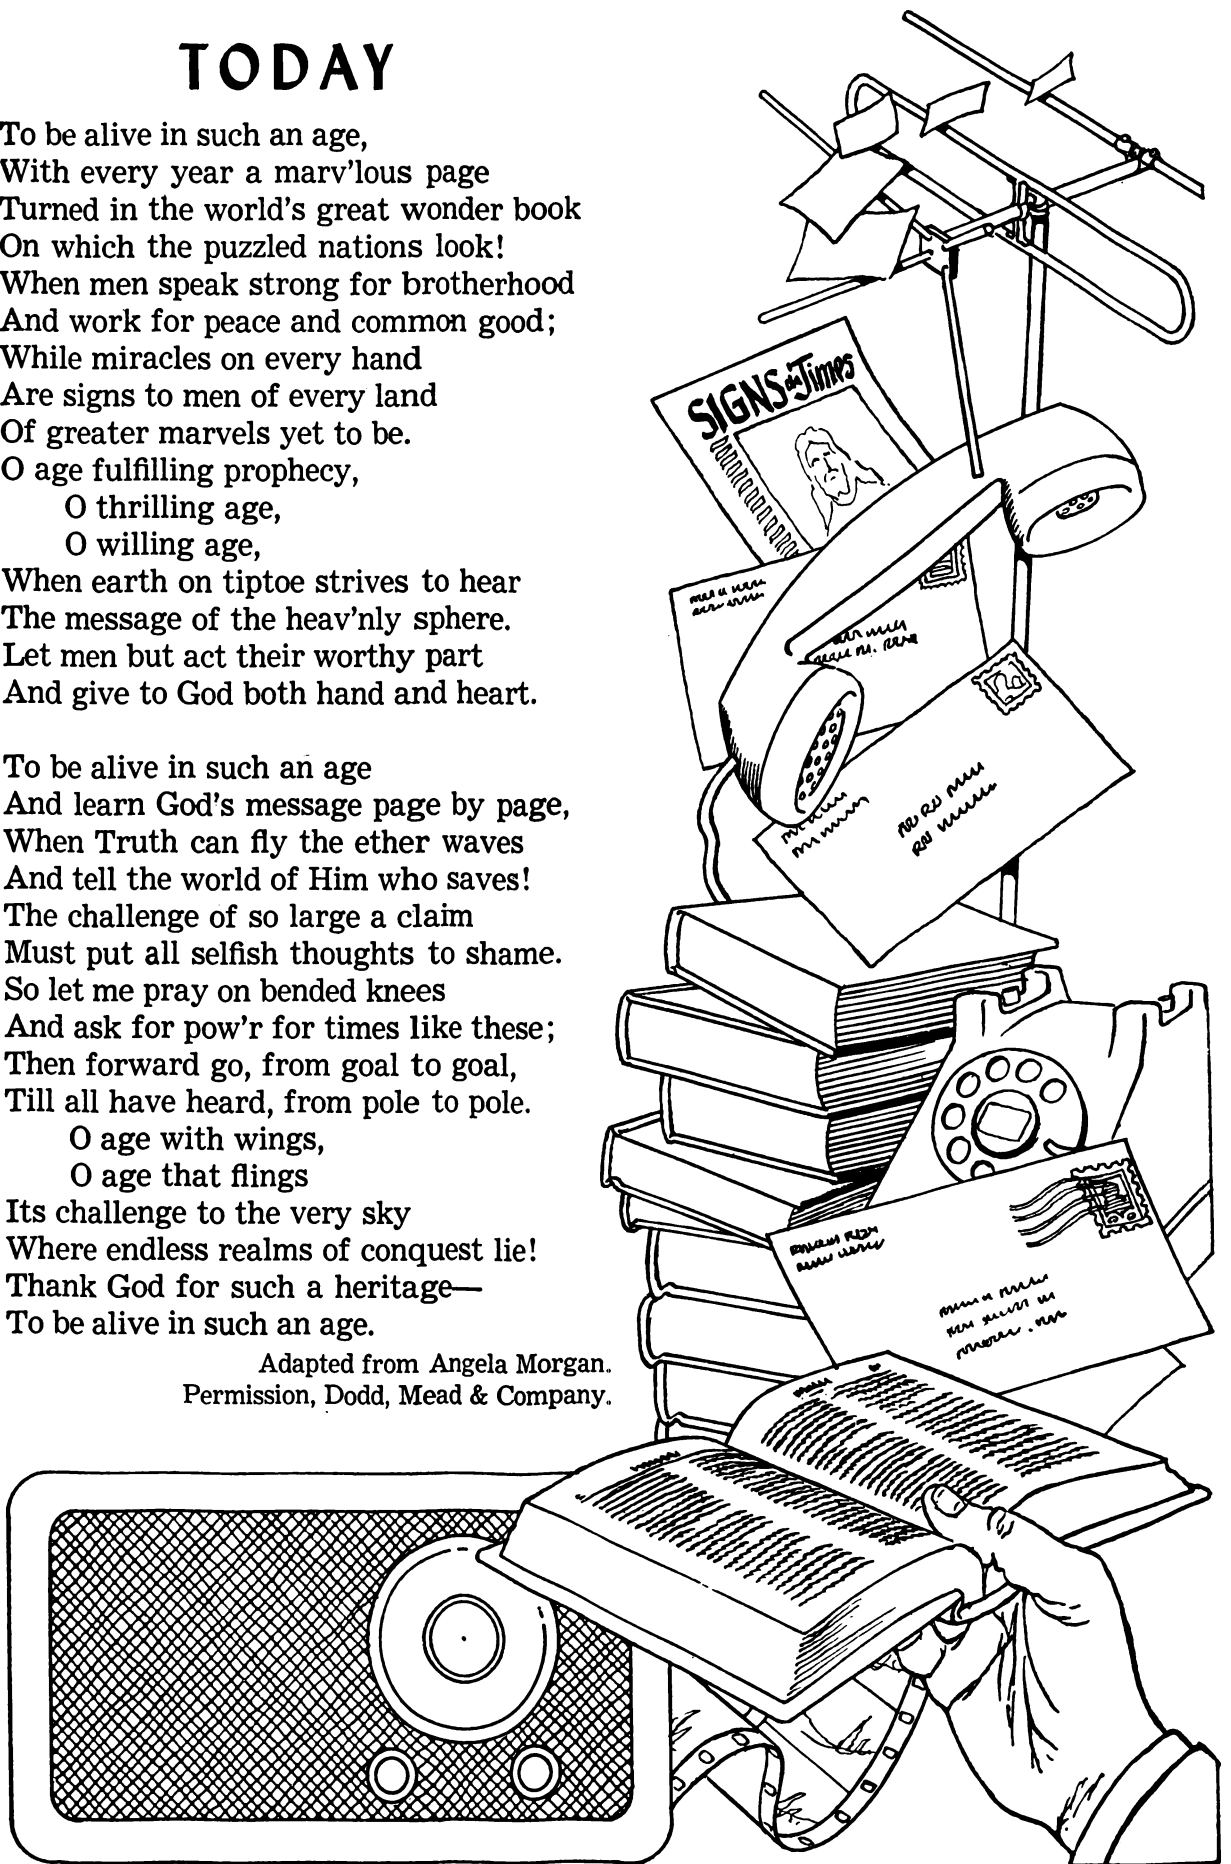 TODAY
To be alive in such an age,
With every year a marv'lous page
Turned in the world's great wonder book
On which the puzzled nations look!
When men speak strong for brotherhood
And work for peace and common good;
While miracles on every hand
Are signs to men of every land
Of greater marvels yet to be.
O age fulfilling prophecy,
O thrilling age,
O willing age,
When earth on tiptoe strives to hear
The message of the heav'nly sphere.
Let men but act their worthy part
And give to God both hand and heart.

To be alive in such an age
And learn God's message page by page,
When Truth can fly the ether waves
And tell the world of Him who saves!
The challenge of so large a claim
Must put all selfish thoughts to shame.
So let me pray on bended knees
And ask for pow'r for times like these;
Then forward go, from goal to goal,
Till all have heard, from pole to pole.
O age with wings,
O age that flings
Its challenge to the very sky
Where endless realms of conquest lie!
Thank God for such a heritage—
To be alive in such an age.
Adapted from Angela Morgan.
Permission, Dodd, Mead & Company.
SIGNS of the Times